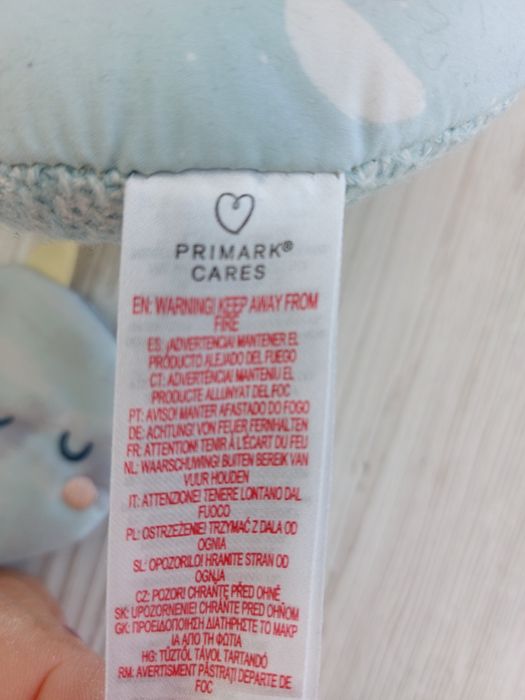 PRIMARK®
CARES
EN: WARNING! KEEP AWAY FROM
FIRE
ES: ¡ADVERTENCIA! MANTENER EL
PRODUCTO ALEJADO DEL FUEGO
CT: ADVERTÈNCIA! MANTENIU EL
PRODUCTE ALLUNYAT DEL FOC
PT: AVISO! MANTER AFASTADO DO FOGO
DE: ACHTUNG! VON FEUER FERNHALTEN
FR: ATTENTION! TENIR À L'ÉCART DU FEU
NL: WAARSCHUWING! BUITEN BEREIK VAN
VUUR HOUDEN
IT: ATTENZIONE! TENERE LONTANO DAL
FUOCO
PL: OSTRZEŻENIE! TRZYMAĆ Z DALA OD
OGNIA
SL: OPOZORILO! HRANITE STRAN OD
OGNJA
CZ: POZOR! CHRAŇTE PŘED OHNĚ
SK: UPOZORNENIE! CHRÁŇTE PRED OHŇOM
GK: ΠΡΟΕΙΔΟΠΟΙΗΣΗ ΔΙΑΤΗΡΗΣΤΕ ΤΟ ΜΑΚΡ
ΙΑ ΑΠΟ ΤΗ ΦΩΤΙΑ
HG: TŰZTŐL TÁVOL TARTANDÓ
RM: AVERTISMENT PĂSTRAȚI DEPARTE DE
FOC